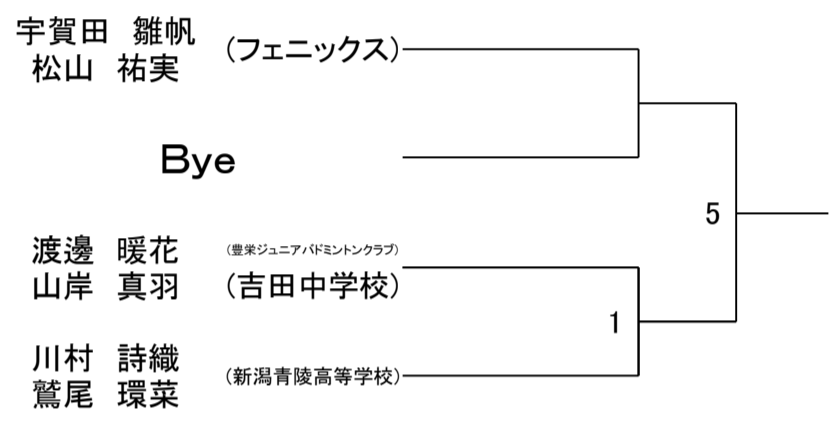 宇賀田 雛帆
松山 祐実
(フェニックス)
Bye
5
渡邊 暖花
(豊栄ジュニアバドミントンクラブ)
山岸 真羽
(吉田中学校)
1
川村 詩織
鷲尾 環菜
(新潟青陵高等学校)